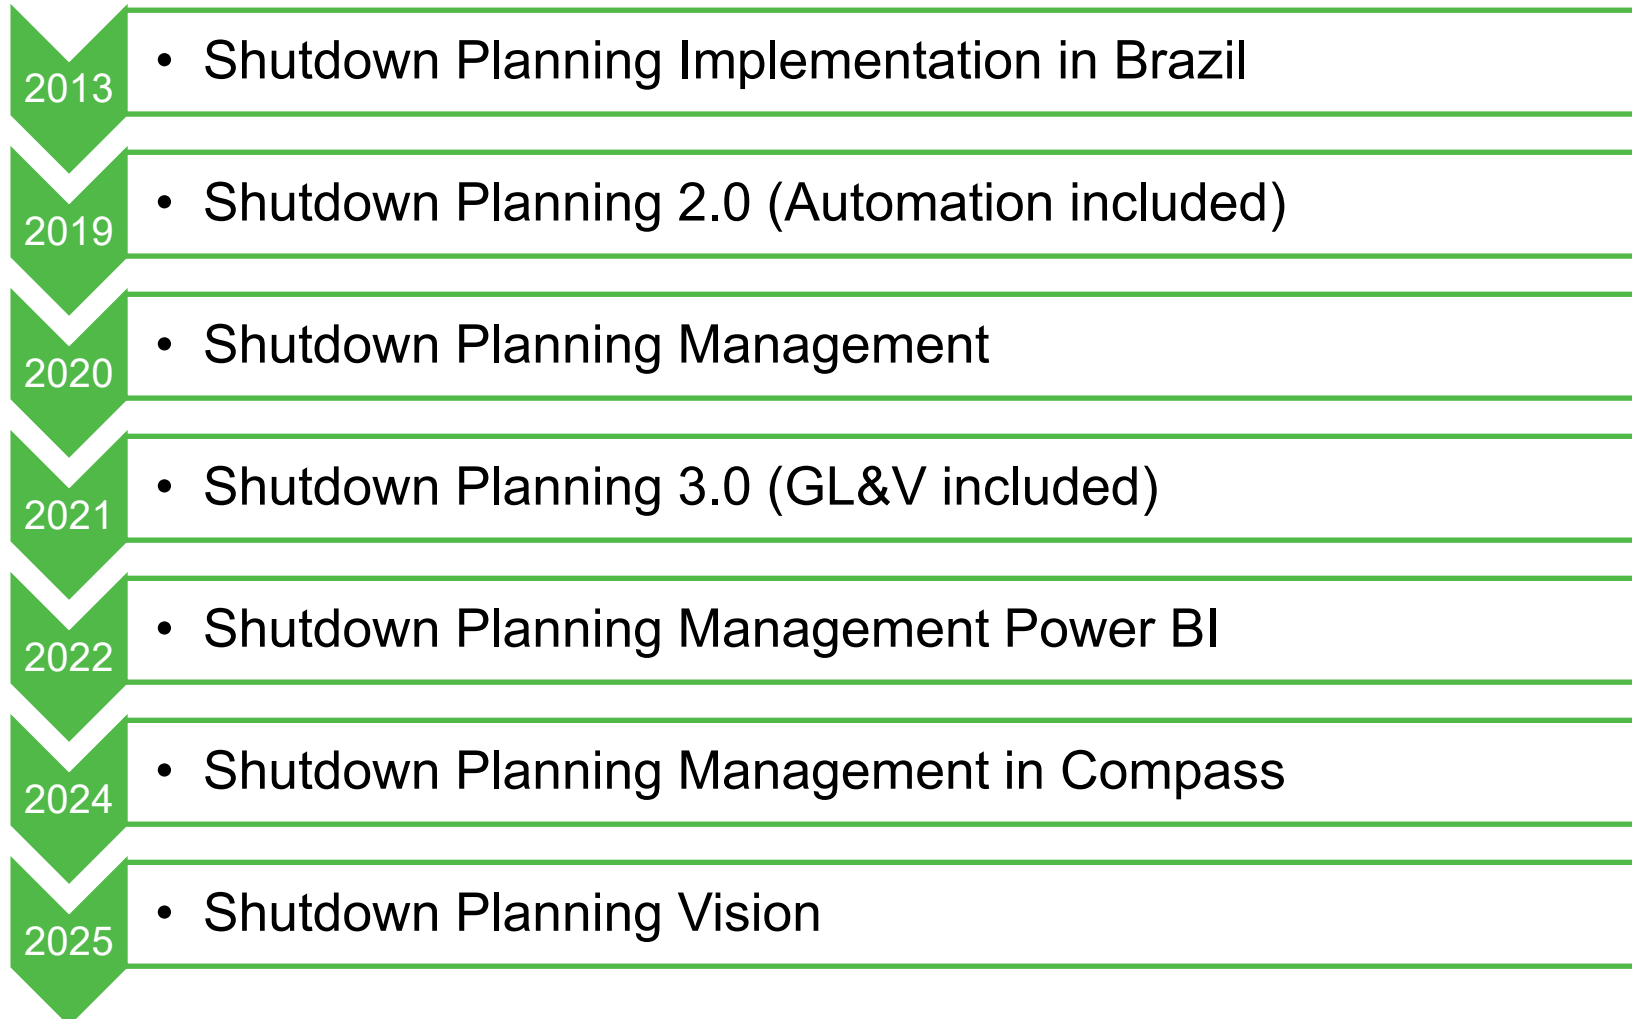 2013
• Shutdown Planning Implementation in Brazil
2019
• Shutdown Planning 2.0 (Automation included)
2020
• Shutdown Planning Management
2021
• Shutdown Planning 3.0 (GL&V included)
2022
• Shutdown Planning Management Power BI
2024
• Shutdown Planning Management in Compass
2025
• Shutdown Planning Vision